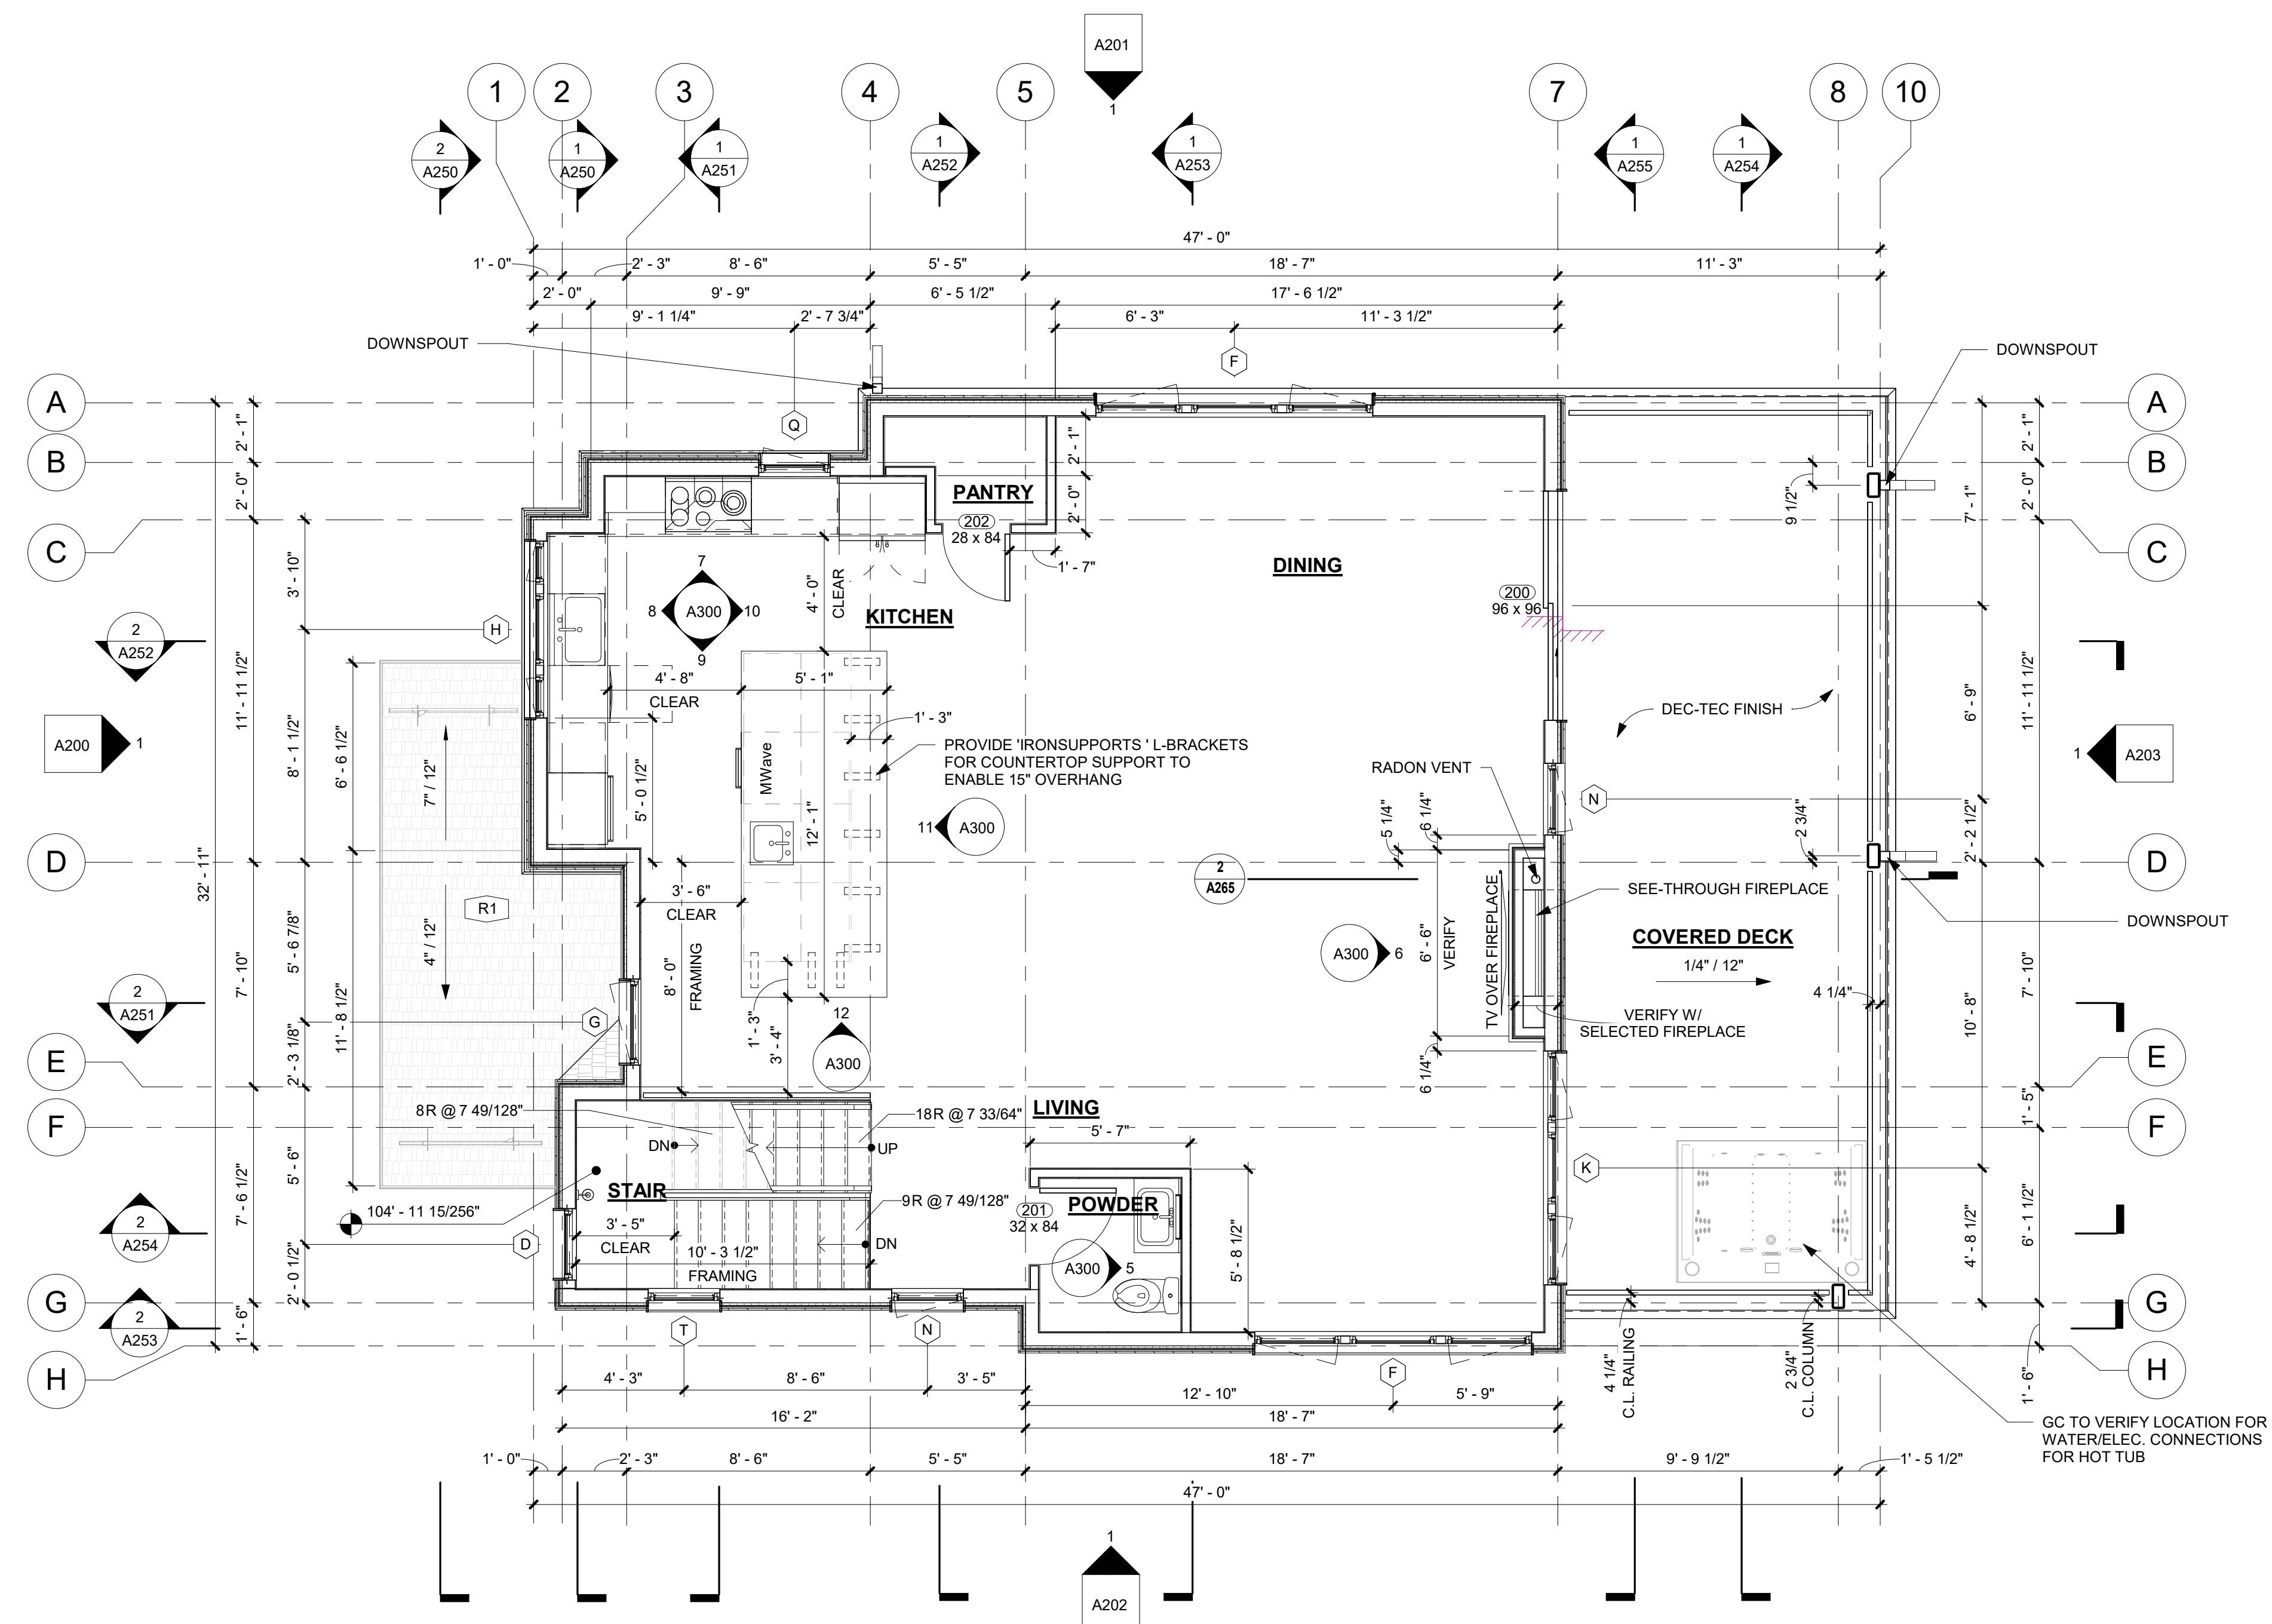 A201
1
1
2
3
4
5
7
8
10
2
A250
1
A250
1
A251
1
A252
1
A253
1
A255
1
A254
47' - 0"
1' - 0"
2' - 3"
8' - 6"
5' - 5"
18' - 7"
11' - 3"
2' - 0"
9' - 9"
6' - 5 1/2"
17' - 6 1/2"
9' - 1 1/4"
2' - 7 3/4"
6' - 3"
11' - 3 1/2"
DOWNSPOUT
F
DOWNSPOUT
A
A
Q
2' - 1"
2' - 1"
2' - 1"
B
B
PANTRY
202
28 x 84
2' - 0"
2' - 0"
9 1/2"
7' - 1"
2' - 0"
C
C
3' - 10"
1' - 7"
DINING
4' - 0"
CLEAR
7
8
A300
10
9
KITCHEN
200
96 x 96
H
2
A252
4' - 8"
CLEAR
5' - 1"
11' - 11 1/2"
8' - 1 1/2"
6' - 6 1/2"
7" / 12"
1' - 3"
DEC-TEC FINISH
6' - 9"
11' - 11 1/2"
A200
1
1
A203
PROVIDE 'IRONSUPPORTS ' L-BRACKETS
FOR COUNTERTOP SUPPORT TO
ENABLE 15" OVERHANG
MWave
RADON VENT
N
5' - 0 1/2"
12' - 1"
11
A300
5 1/4"
6 1/4"
2 3/4"
2' - 2 1/2"
D
D
32' - 11"
2
A265
3' - 6"
CLEAR
SEE-THROUGH FIREPLACE
R1
DOWNSPOUT
COVERED DECK
1/4" / 12"
5' - 6 7/8"
7' - 10"
4" / 12"
8' - 0"
FRAMING
A300
6
6' - 6"
VERIFY
TV OVER FIREPLACE
4 1/4"
7' - 10"
2
A251
11' - 8 1/2"
G
12
A300
1' - 3"
3' - 4"
VERIFY W/
SELECTED FIREPLACE
10' - 8"
2' - 3 1/8"
E
E
6 1/4"
8R @ 7 49/128"
18R @ 7 33/64"
LIVING
1' - 5"
F
F
DN
UP
5' - 7"
K
5' - 6"
7' - 6 1/2"
STAIR
9R @ 7 49/128"
201
32 x 84
POWDER
104' - 11 15/256"
2
A254
D
3' - 5"
CLEAR
10' - 3 1/2"
FRAMING
DN
A300
5
5' - 8 1/2"
4' - 8 1/2"
6' - 1 1/2"
2' - 0 1/2"
G
G
2
A253
1' - 6"
T
N
H
H
F
4 1/4"
C.L. RAILING
2 3/4"
C.L. COLUMN
1' - 6"
4' - 3"
8' - 6"
3' - 5"
12' - 10"
5' - 9"
16' - 2"
18' - 7"
GC TO VERIFY LOCATION FOR
WATER/ELEC. CONNECTIONS
FOR HOT TUB
1' - 0"
2' - 3"
8' - 6"
5' - 5"
18' - 7"
9' - 9 1/2"
1' - 5 1/2"
47' - 0"
1
A202